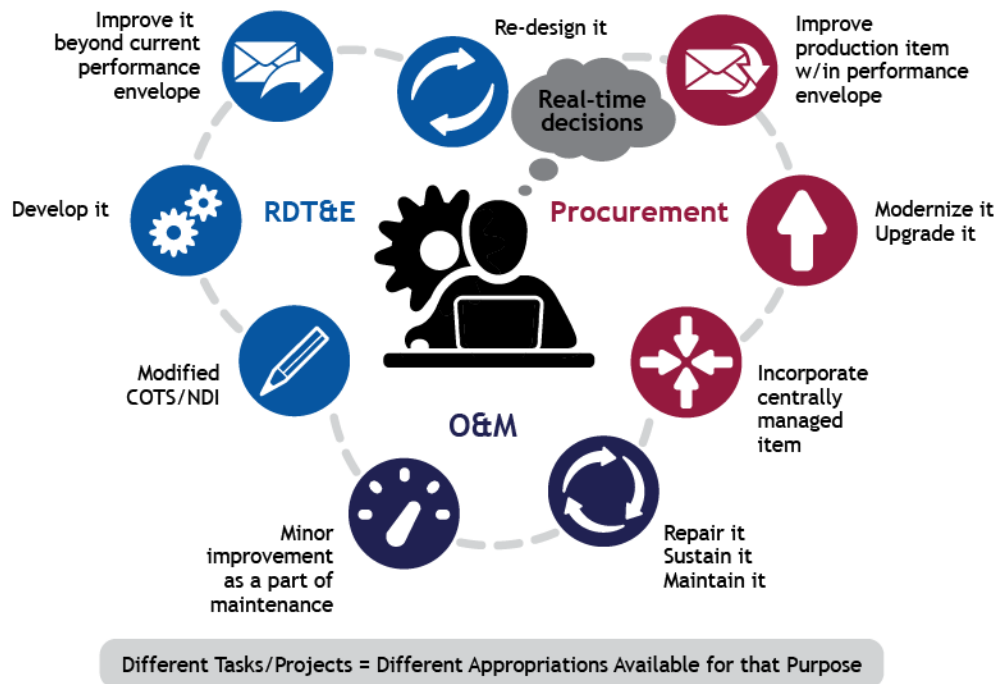 Improve it
beyond current
performance
envelope
Re-design it
Real-time
decisions
Improve
production item
w/in performance
envelope
Develop it
RDT&E
Procurement
Modernize it
Upgrade it
Modified
COTS/NDI
Incorporate
centrally
managed
item
O&M
Minor
improvement
as a part of
maintenance
Repair it
Sustain it
Maintain it
Different Tasks/Projects = Different Appropriations Available for that Purpose